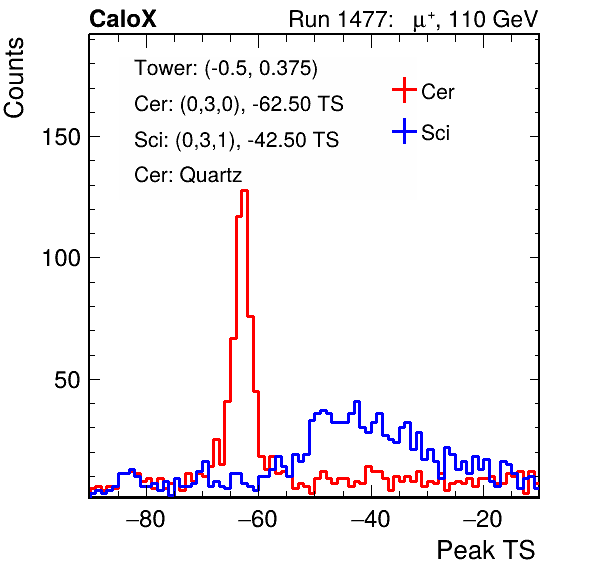 CaloX Run 1477: μ⁺, 110 GeV
Counts
Tower: (-0.5, 0.375)
Cer: (0,3,0), -62.50 TS
Sci: (0,3,1), -42.50 TS
Cer: Quartz
Cer
Sci
150
100
50
−80 −60 −40 −20
Peak TS